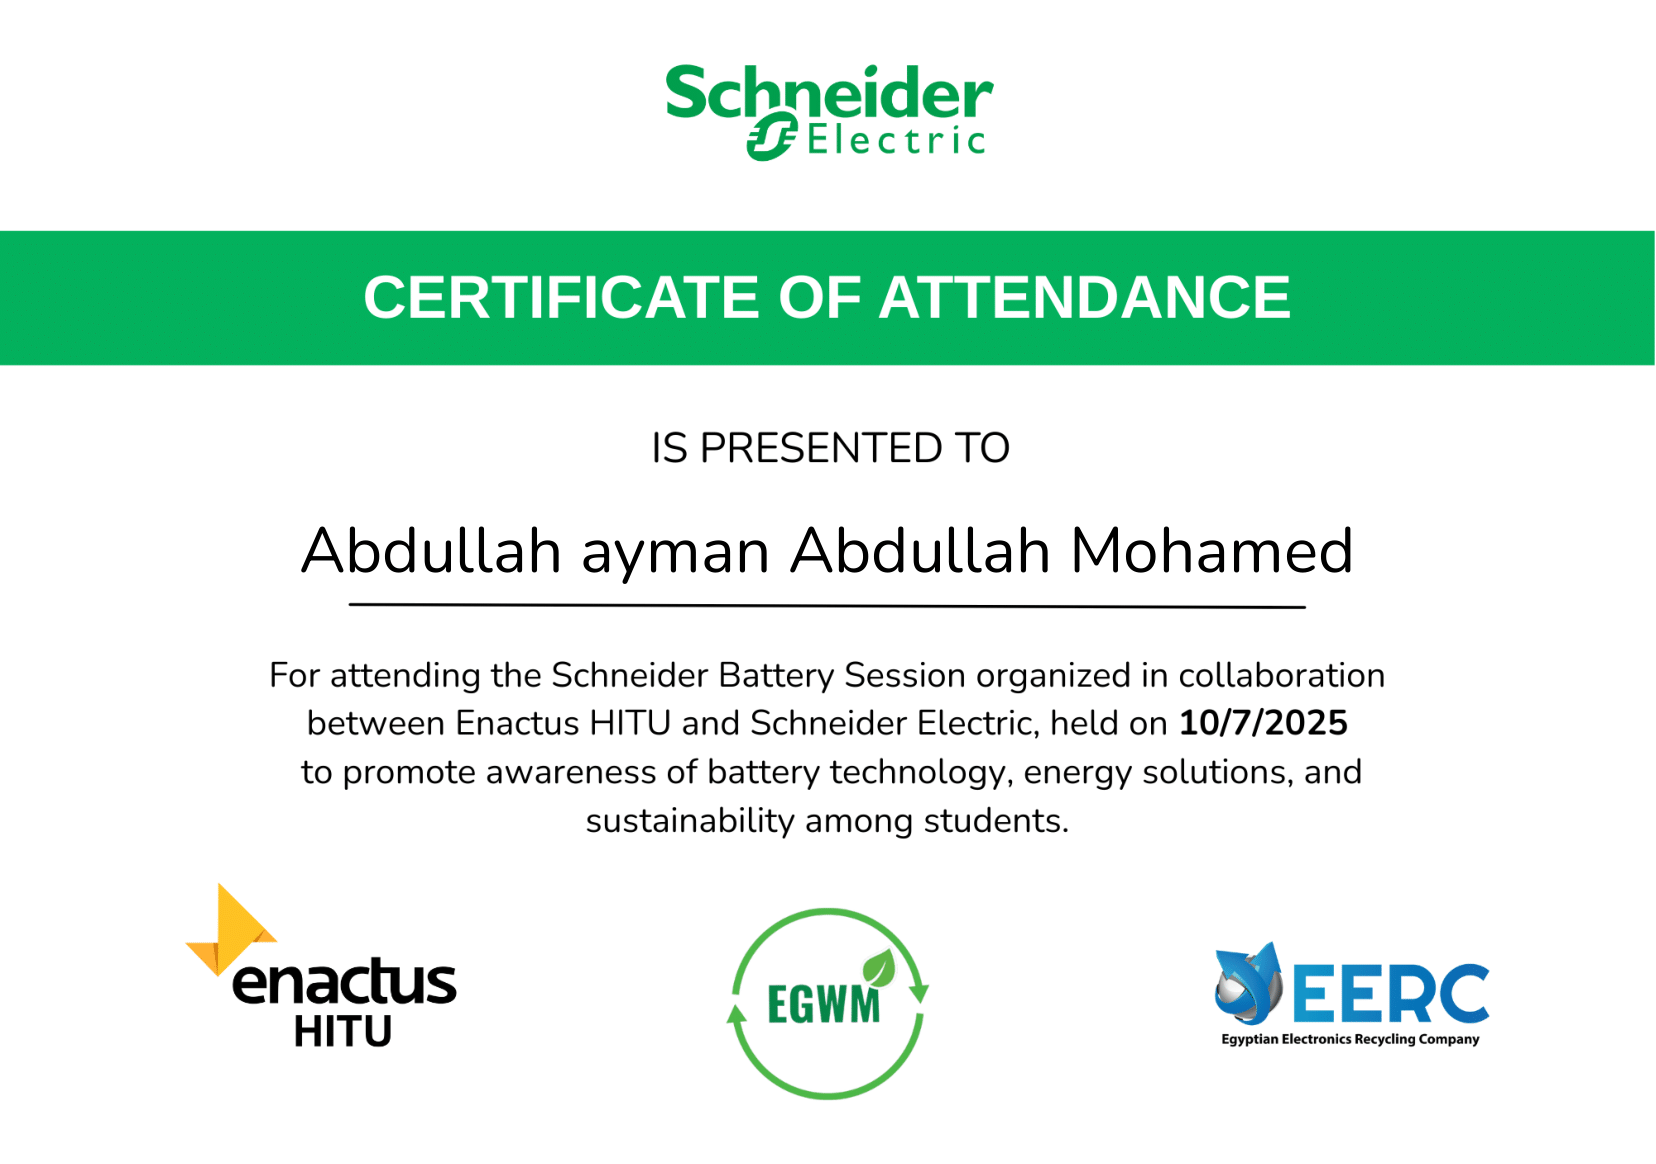 Schneider
Electric
CERTIFICATE OF ATTENDANCE
IS PRESENTED TO
Abdullah ayman Abdullah Mohamed
For attending the Schneider Battery Session organized in collaboration
between Enactus HITU and Schneider Electric, held on 10/7/2025
to promote awareness of battery technology, energy solutions, and
sustainability among students.
enactus
HITU
EGWM
EERC
Egyptian Electronics Recycling Company